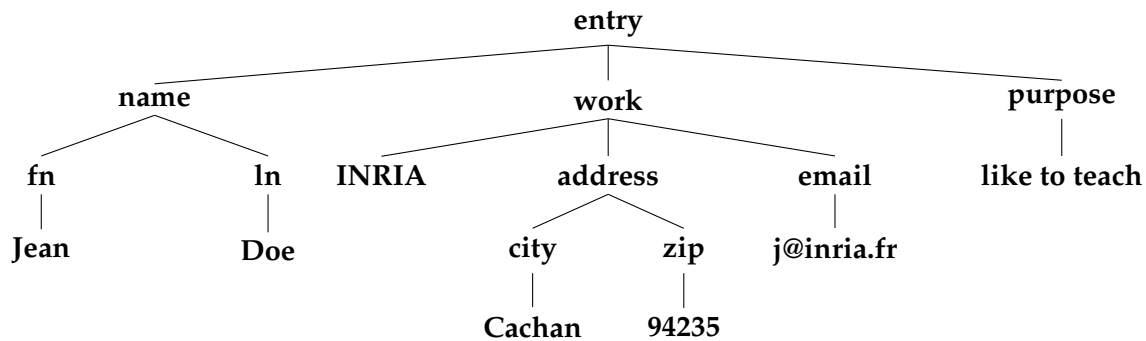 entry
name work purpose
fn ln INRIA address email like to teach
Jean Doe city zip j@inria.fr
Cachan 94235